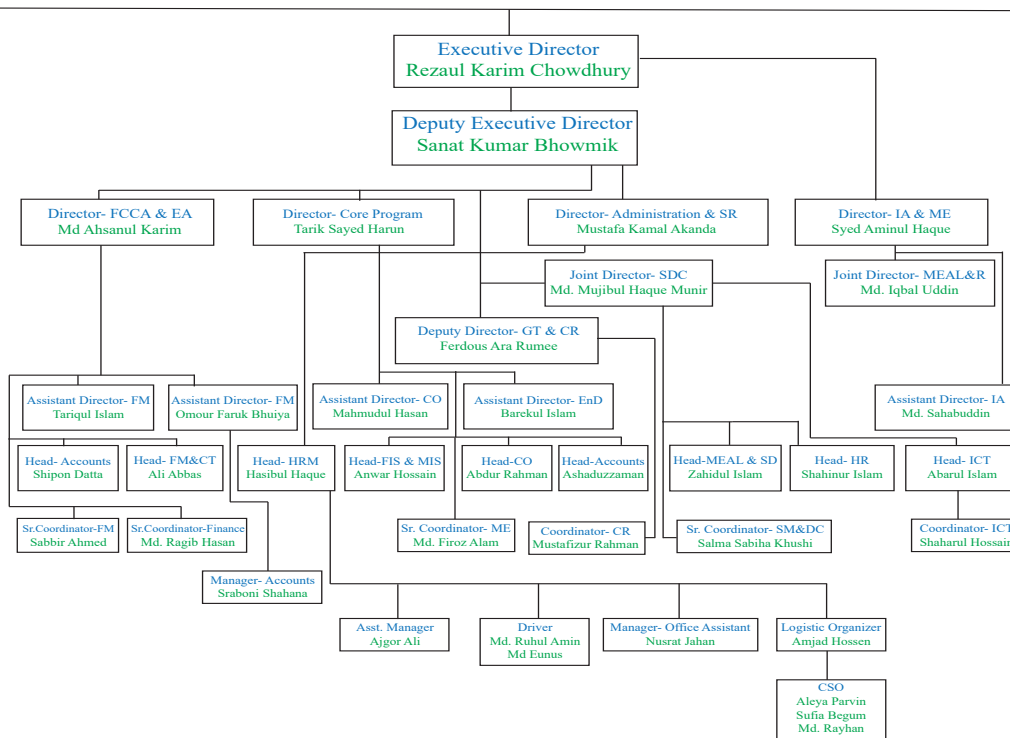 Executive Director
Rezaul Karim Chowdhury
Deputy Executive Director
Sanat Kumar Bhowmik
Director- FCCA & EA
Md Ahsanul Karim
Director- Core Program
Tarik Sayed Harun
Director- Administration & SR
Mustafa Kamal Akanda
Director- IA & ME
Syed Aminul Haque
Joint Director- SDC
Md. Mujibul Haque Munir
Joint Director- MEAL&R
Md. Iqbal Uddin
Deputy Director- GT & CR
Ferdous Ara Rumee
Assistant Director- FM
Tariqul Islam
Assistant Director- FM
Omour Faruk Bhuiya
Assistant Director- CO
Mahmudul Hasan
Assistant Director- EnD
Barekul Islam
Assistant Director- IA
Md. Sahabuddin
Head- Accounts
Shipon Datta
Head- FM&CT
Ali Abbas
Head- HRM
Hasibul Haque
Head-FIS & MIS
Anwar Hossain
Head-CO
Abdur Rahman
Head-Accounts
Ashaduzzaman
Head-MEAL & SD
Zahidul Islam
Head- HR
Shahinur Islam
Head- ICT
Abarul Islam
Sr.Coordinator-FM
Sabbir Ahmed
Sr.Coordinator-Finance
Md. Ragib Hasan
Sr. Coordinator- ME
Md. Firoz Alam
Coordinator- CR
Mustafizur Rahman
Sr. Coordinator- SM&DC
Salma Sabiha Khushi
Coordinator- ICT
Shaharul Hossain
Manager- Accounts
Sraboni Shahana
Asst. Manager
Ajgor Ali
Driver
Md. Ruhul Amin
Md Eunus
Manager- Office Assistant
Nusrat Jahan
Logistic Organizer
Amjad Hossen
CSO
Aleya Parvin
Sufia Begum
Md. Rayhan